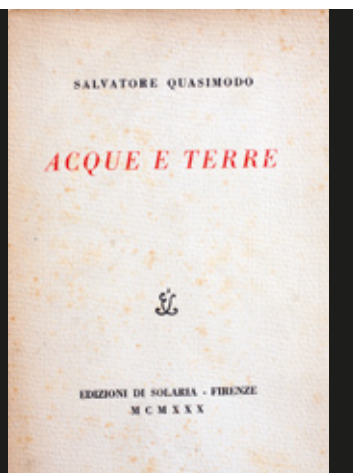 SALVATORE QUASIMODO
ACQUE E TERRE
EDIZIONI DI SOLARIA - FIRENZE
MCMXXX